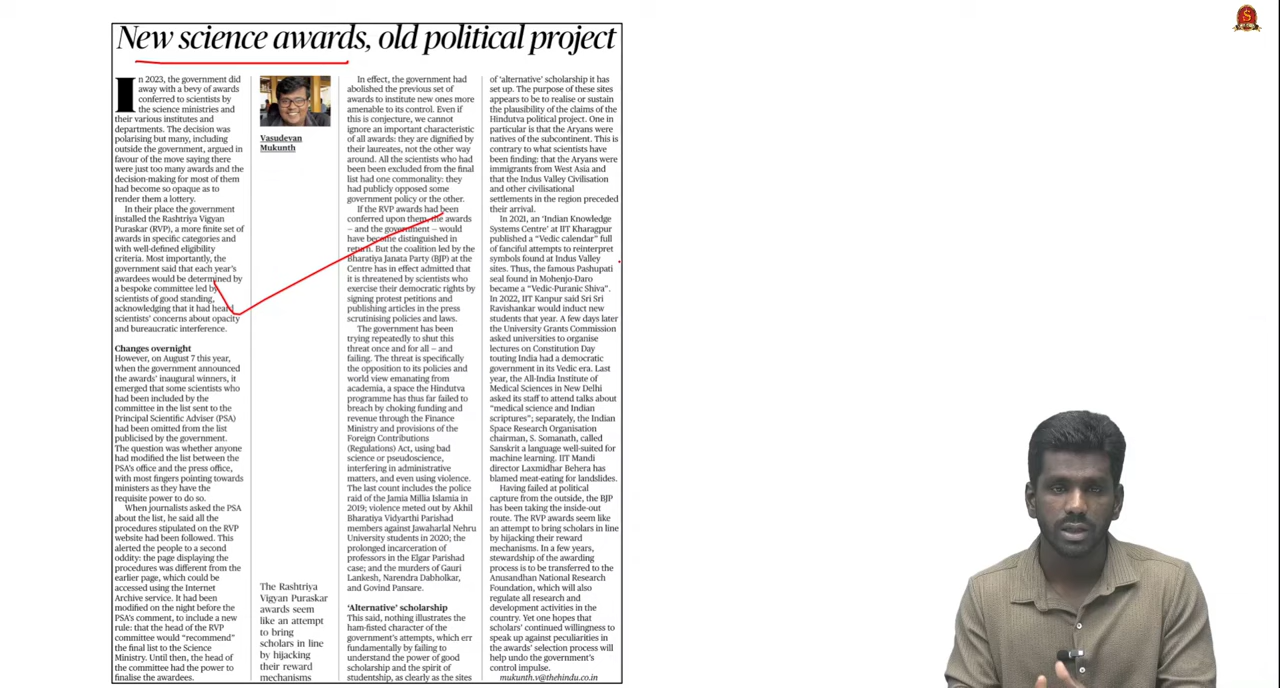 New science awards, old political project
In 2023, the government did
away with a bevy of awards
conferred to scientists by
the science ministries and
their various institutes and
departments. The decision was
polarising but many, including
outside the government, argued in
favour of the move saying there
were just too many awards and the
decision-making for most of them
had become so opaque as to
render them a lottery.
In their place the government
installed the Rashtriya Vigyan
Puraskar (RVP), a more finite set of
awards in specific categories and
with well-defined eligibility
criteria. Most importantly, the
government said that each year's
awardees would be determined by
a bespoke committee led by
scientists of good standing,
acknowledging that it had heard
scientists' concerns about opacity
and bureaucratic interference.
Changes overnight
However, on August 7 this year,
when the government announced
the awards' inaugural winners, it
emerged that some scientists who
had been included by the
committee in the list sent to the
Principal Scientific Adviser (PSA)
had been omitted from the list
publicised by the government.
The question was whether anyone
had modified the list between the
PSA's office and the press office,
with most fingers pointing towards
ministers as they have the
requisite power to do so.
When journalists asked the PSA
about the list, he said all the
procedures stipulated on the RVP
website had been followed. This
alerted the people to a second
oddity: the page displaying the
procedures was different from the
earlier page, which could be
accessed using the Internet
Archive service. It had been
modified on the night before the
PSA's comment, to include a new
rule: that the head of the RVP
committee would "recommend"
the final list to the Science
Ministry. Until then, the head of
the committee had the power to
finalise the awardees.
Vasudevan
Mukunth
The Rashtriya
Vigyan Puraskar
awards seem
like an attempt
to bring
scholars in line
by hijacking
their reward
mechanisms
In effect, the government had
abolished the previous set of
awards to institute new ones more
amenable to its control. Even if
this is conjecture, we cannot
ignore an important characteristic
of all awards: they are dignified by
their laureates, not the other way
around. All the scientists who had
been been excluded from the final
list had one commonality: they
had publicly opposed some
government policy or the other.
If the RVP awards had been
conferred upon them, the awards
– and the government – would
have become distinguished in
return. But the coalition led by the
Bharatiya Janata Party (BJP) at the
Centre has in effect admitted that
it is threatened by scientists who
exercise their democratic rights by
signing protest petitions and
publishing articles in the press
scrutinising policies and laws.
The government has been
trying repeatedly to shut this
threat once and for all – and
failing. The threat is specifically
the opposition to its policies and
world view emanating from
academia, a space the Hindutva
programme has thus far failed to
breach by choking funding and
revenue through the Finance
Ministry and provisions of the
Foreign Contributions
(Regulations) Act, using bad
science or pseudoscience,
interfering in administrative
matters, and even using violence.
The last count includes the police
raid of the Jamia Millia Islamia in
2019; violence meted out by Akhil
Bharatiya Vidyarthi Parishad
members against Jawaharlal Nehru
University students in 2020; the
prolonged incarceration of
professors in the Elgar Parishad
case; and the murders of Gauri
Lankesh, Narendra Dabholkar,
and Govind Pansare.
'Alternative' scholarship
This said, nothing illustrates the
ham-fisted character of the
government's attempts, which err
fundamentally by failing to
understand the power of good
scholarship and the spirit of
studentship, as clearly as the sites
of 'alternative' scholarship it has
set up. The purpose of these sites
appears to be to realise or sustain
the plausibility of the claims of the
Hindutva political project. One in
particular is that the Aryans were
natives of the subcontinent. This is
contrary to what scientists have
been finding: that the Aryans were
immigrants from West Asia and
that the Indus Valley Civilisation
and other civilisational
settlements in the region preceded
their arrival.
In 2021, an 'Indian Knowledge
Systems Centre' at IIT Kharagpur
published a "Vedic calendar" full
of fanciful attempts to reinterpret
symbols found at Indus Valley
sites. Thus, the famous Pashupati
seal found in Mohenjo-Daro
became a "Vedic-Puranic Shiva".
In 2022, IIT Kanpur said Sri Sri
Ravishankar would induct new
students that year. A few days later
the University Grants Commission
asked universities to organise
lectures on Constitution Day
touting India had a democratic
government in its Vedic era. Last
year, the All-India Institute of
Medical Sciences in New Delhi
asked its staff to attend talks about
"medical science and Indian
scriptures"; separately, the Indian
Space Research Organisation
chairman, S. Somanath, called
Sanskrit a language well-suited for
machine learning. IIT Mandi
director Laxmidhar Behera has
blamed meat-eating for landslides.
Having failed at political
capture from the outside, the BJP
has been taking the inside-out
route. The RVP awards seem like
an attempt to bring scholars in line
by hijacking their reward
mechanisms. In a few years,
stewardship of the awarding
process is to be transferred to the
Anusandhan National Research
Foundation, which will also
regulate all research and
development activities in the
country. Yet one hopes that
scholars' continued willingness to
speak up against peculiarities in
the awards' selection process will
help undo the government's
control impulse.
mukunth.v@thehindu.co.in